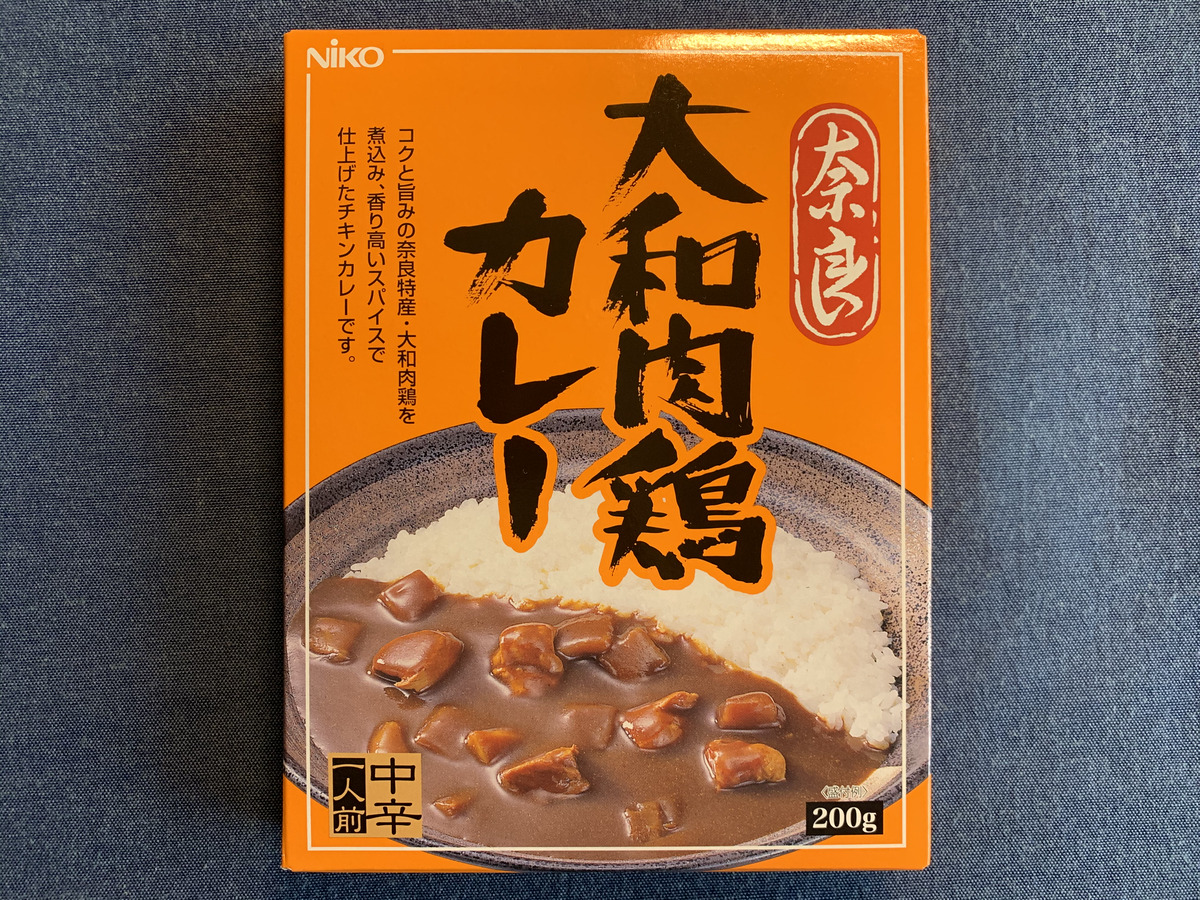 NiKO
奈良
大和肉鶏
カレー
コクと旨みの奈良特産・大和肉鶏を
煮込み、香り高いスパイスで
仕上げたチキンカレーです。
中辛
一人前
〈盛付例〉
200g